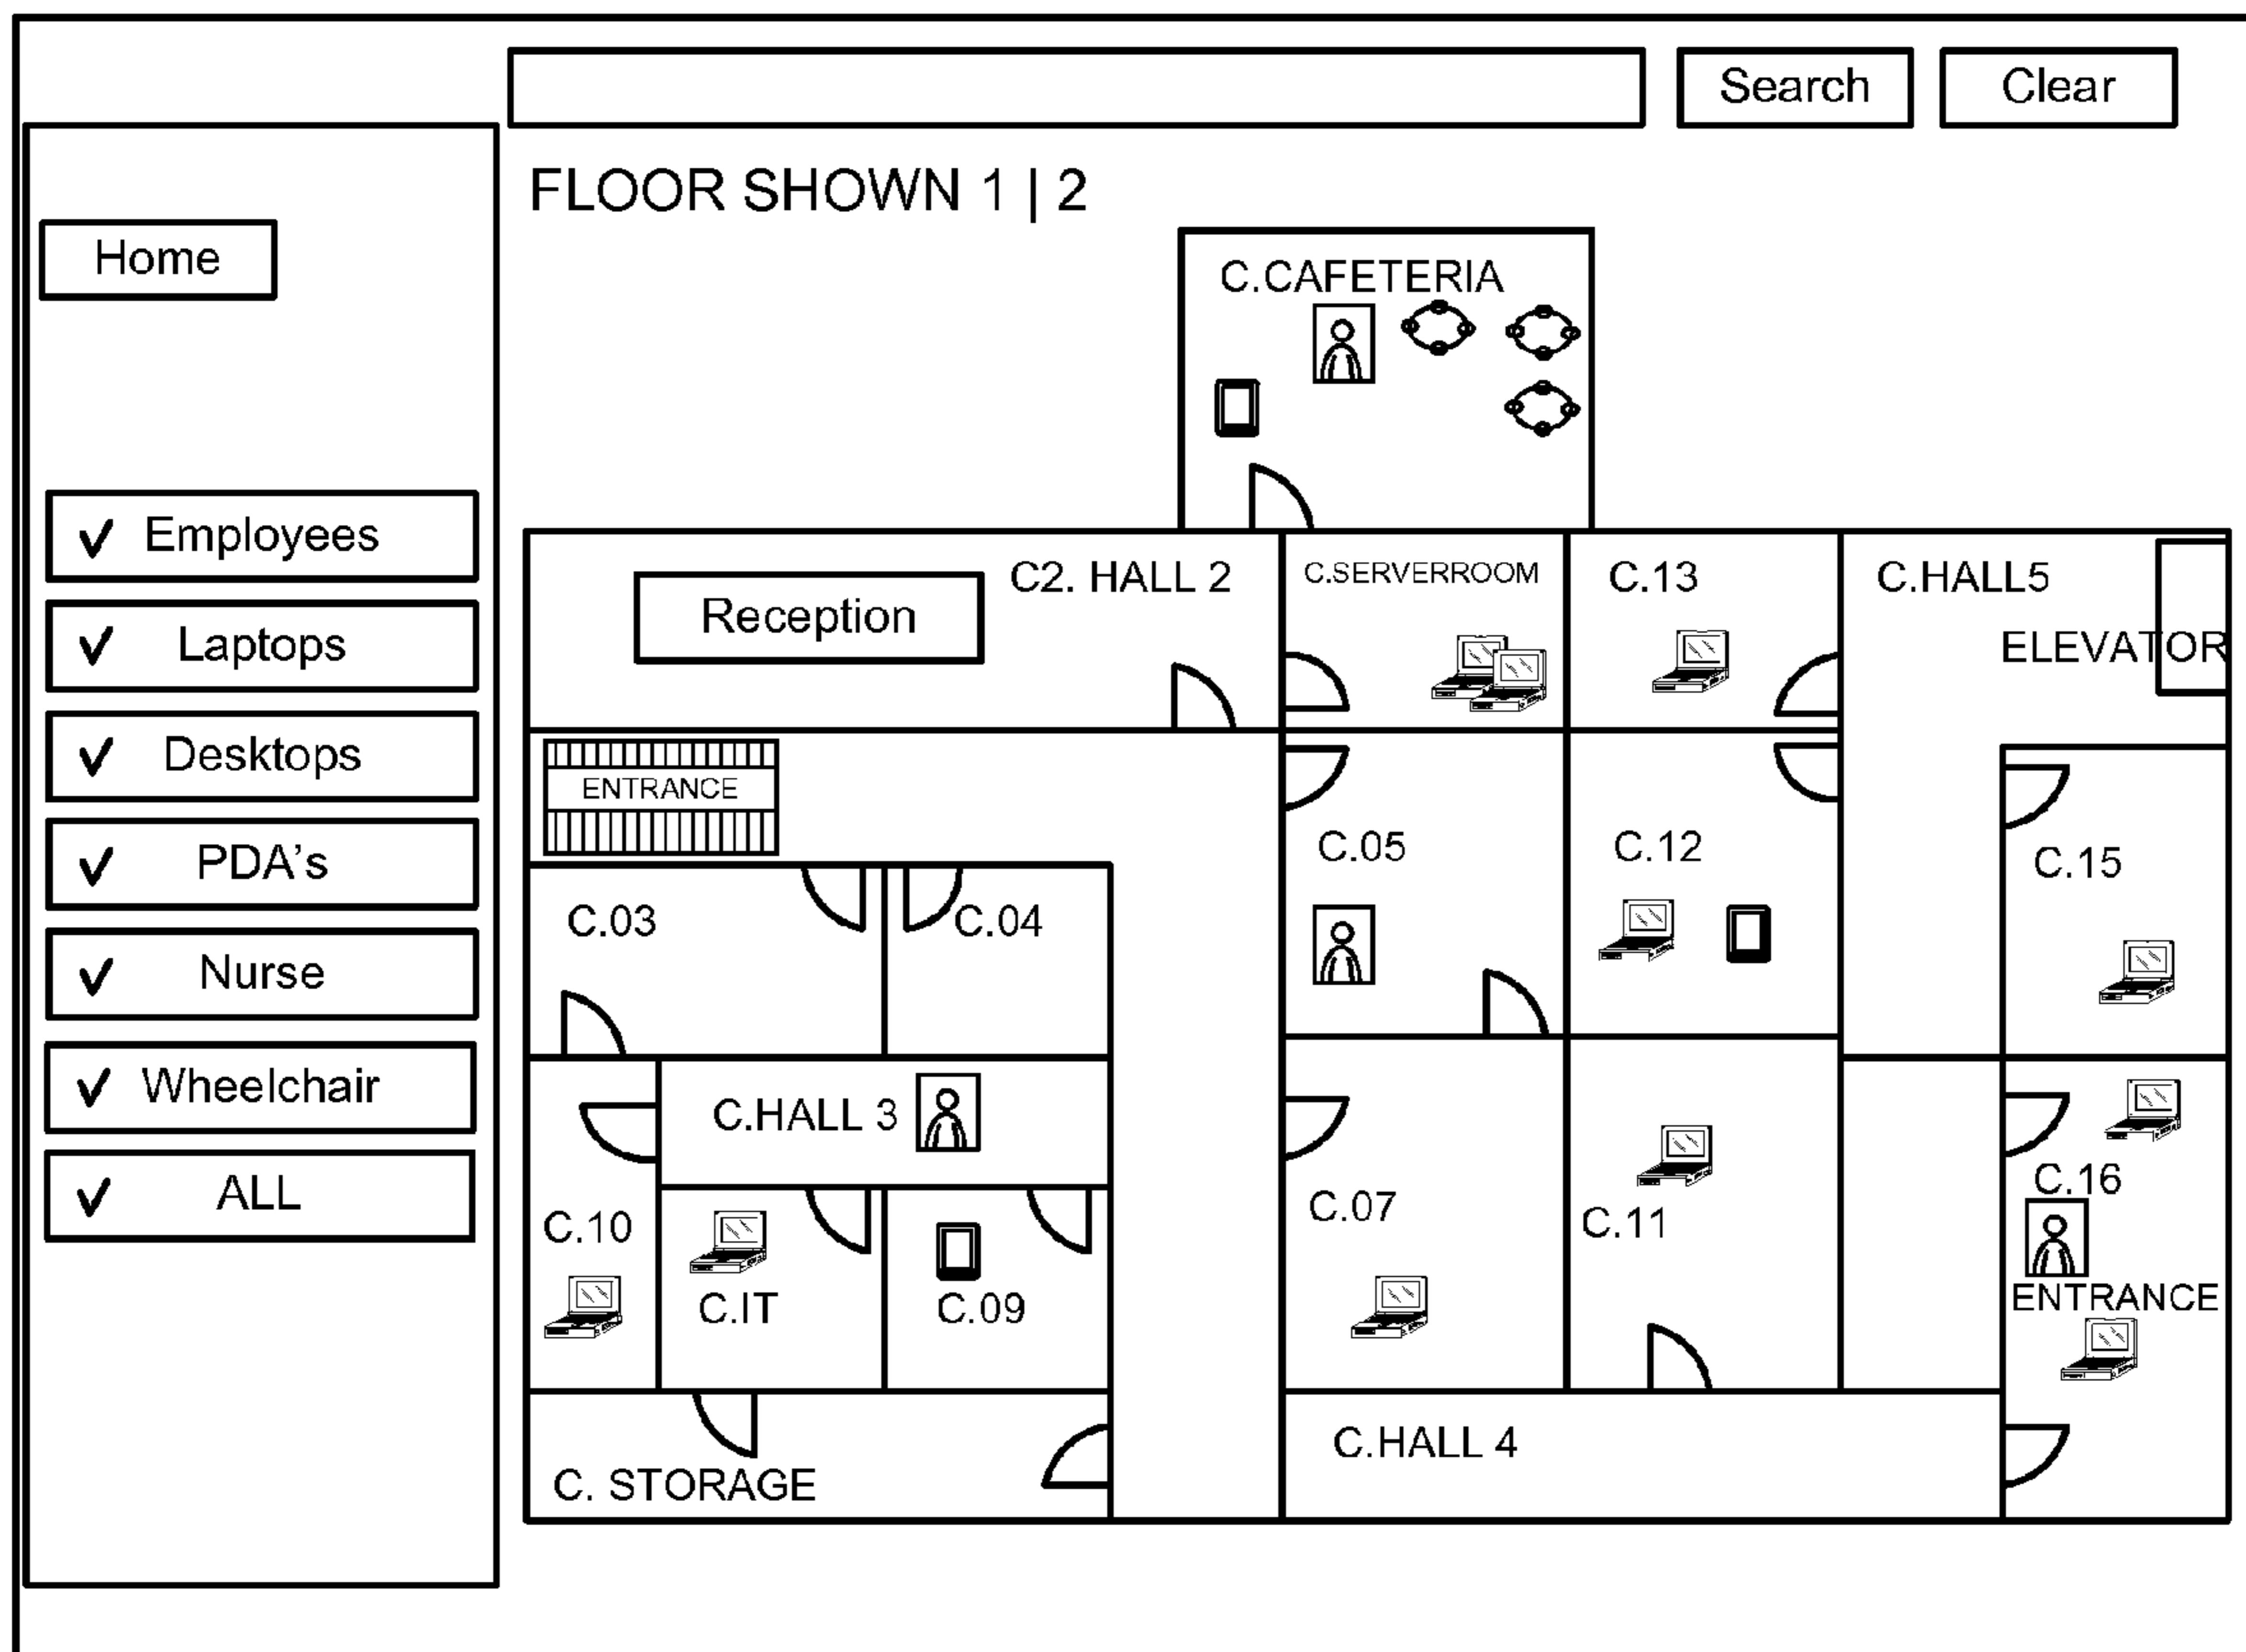 Search
Clear
FLOOR SHOWN 1 | 2
Home
Employees
Laptops
Desktops
PDA's
Nurse
Wheelchair
ALL
C.CAFETERIA
Reception
C2. HALL 2
C.SERVERROOM
C.13
C.HALL5
ELEVATOR
ENTRANCE
C.03
C.04
C.05
C.12
C.15
C.HALL 3
C.10
C.IT
C.09
C.07
C.11
C.16
ENTRANCE
C. STORAGE
C.HALL 4